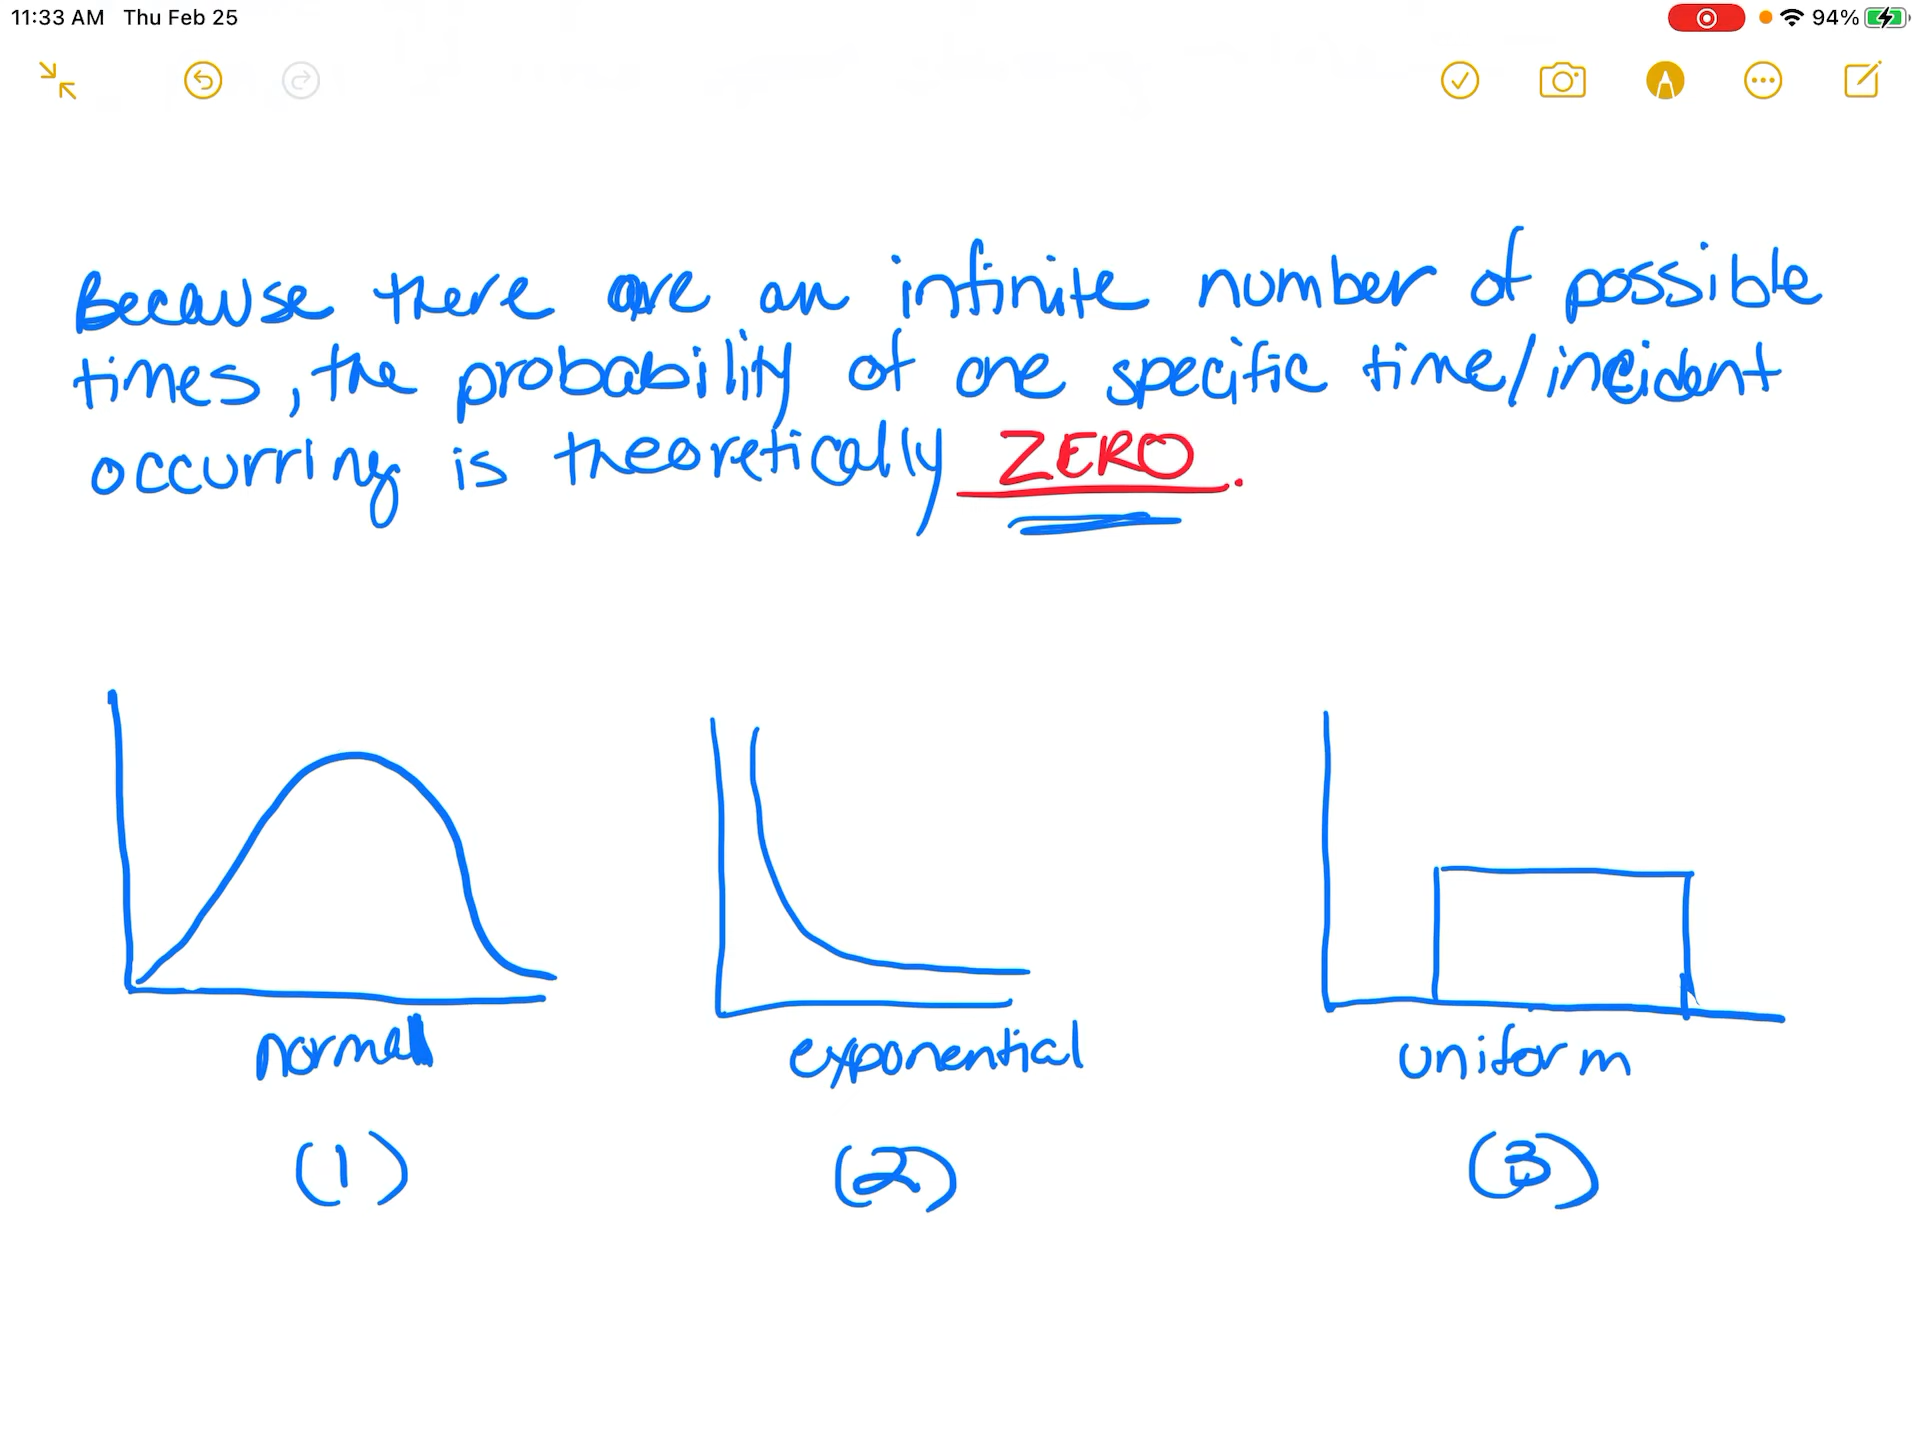 11:33 AM Thu Feb 25 94%
Because there are an infinite number of possible
times, the probability of one specific time/incident
occurring is theoretically ZERO.
normal exponential uniform
(1) (2) (3)